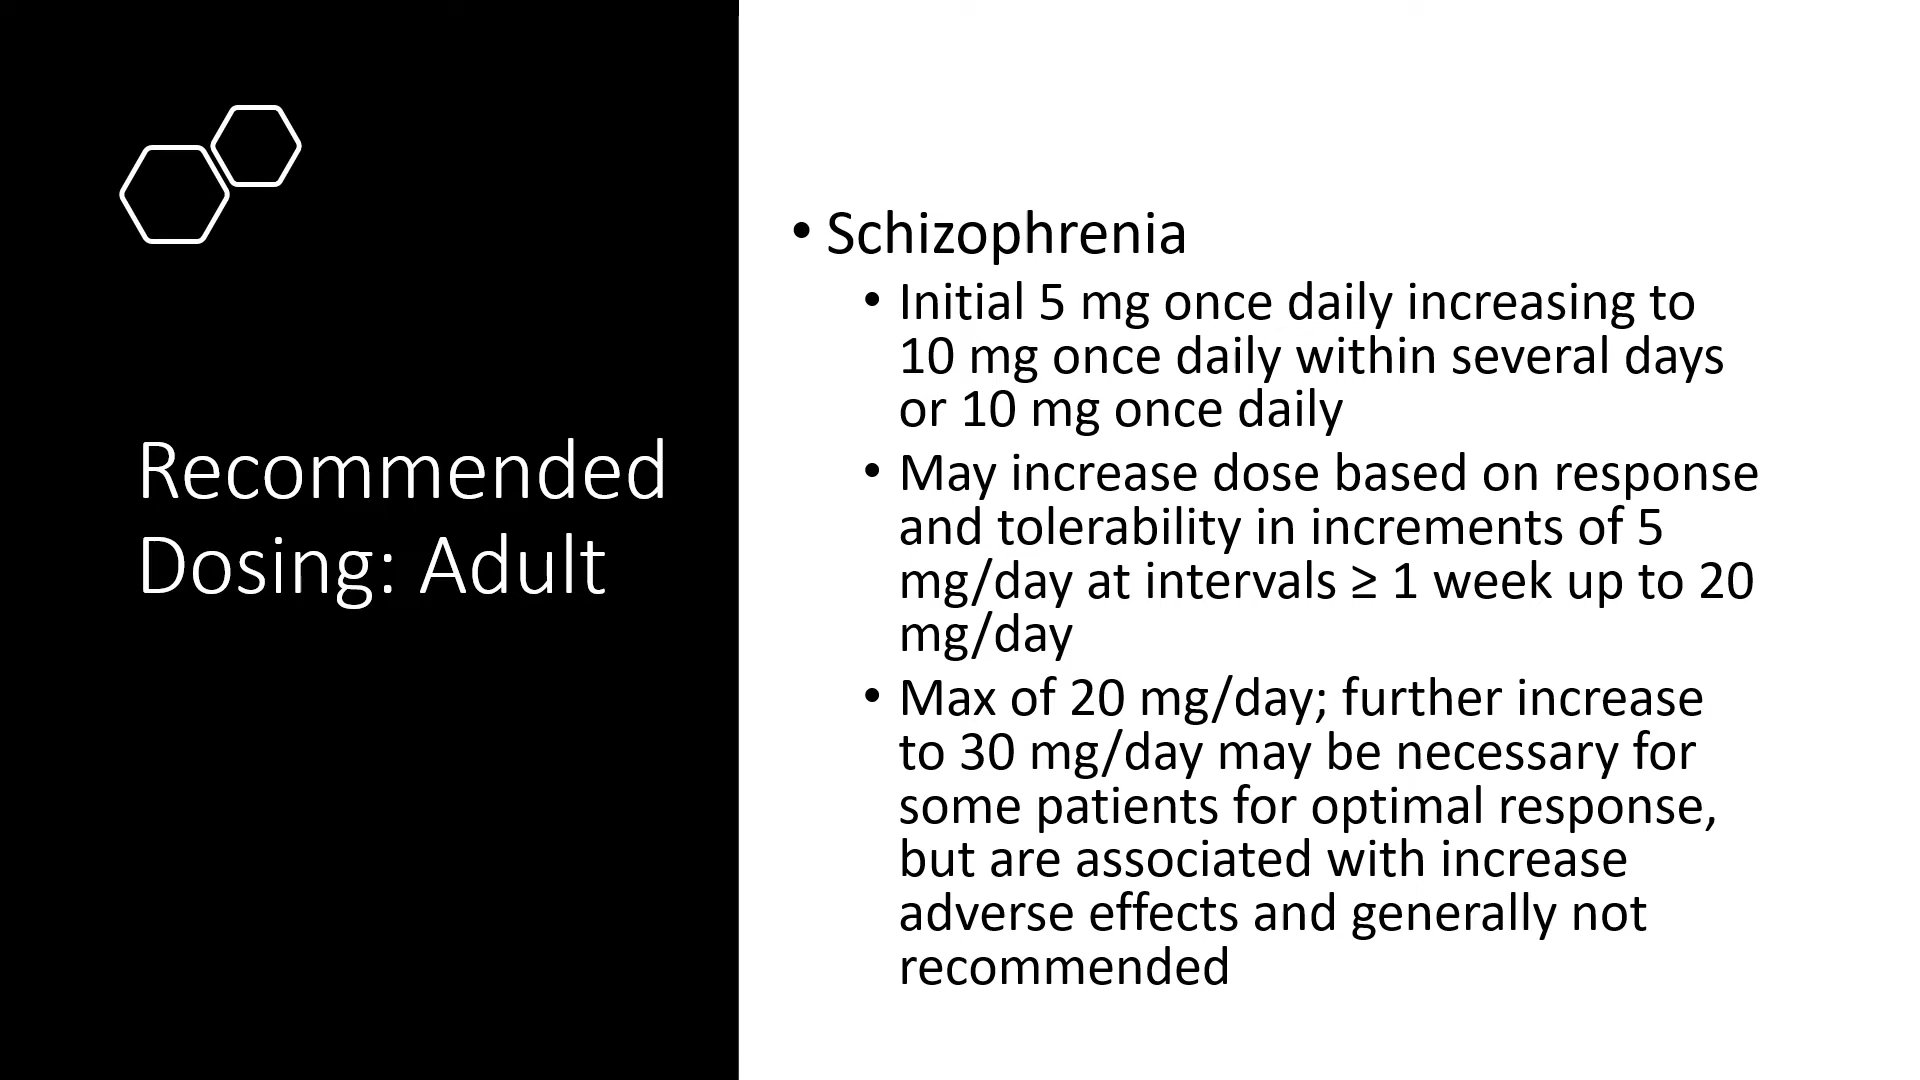 Recommended
Dosing: Adult
• Schizophrenia
• Initial 5 mg once daily increasing to
10 mg once daily within several days
or 10 mg once daily
• May increase dose based on response
and tolerability in increments of 5
mg/day at intervals ≥ 1 week up to 20
mg/day
• Max of 20 mg/day; further increase
to 30 mg/day may be necessary for
some patients for optimal response,
but are associated with increase
adverse effects and generally not
recommended